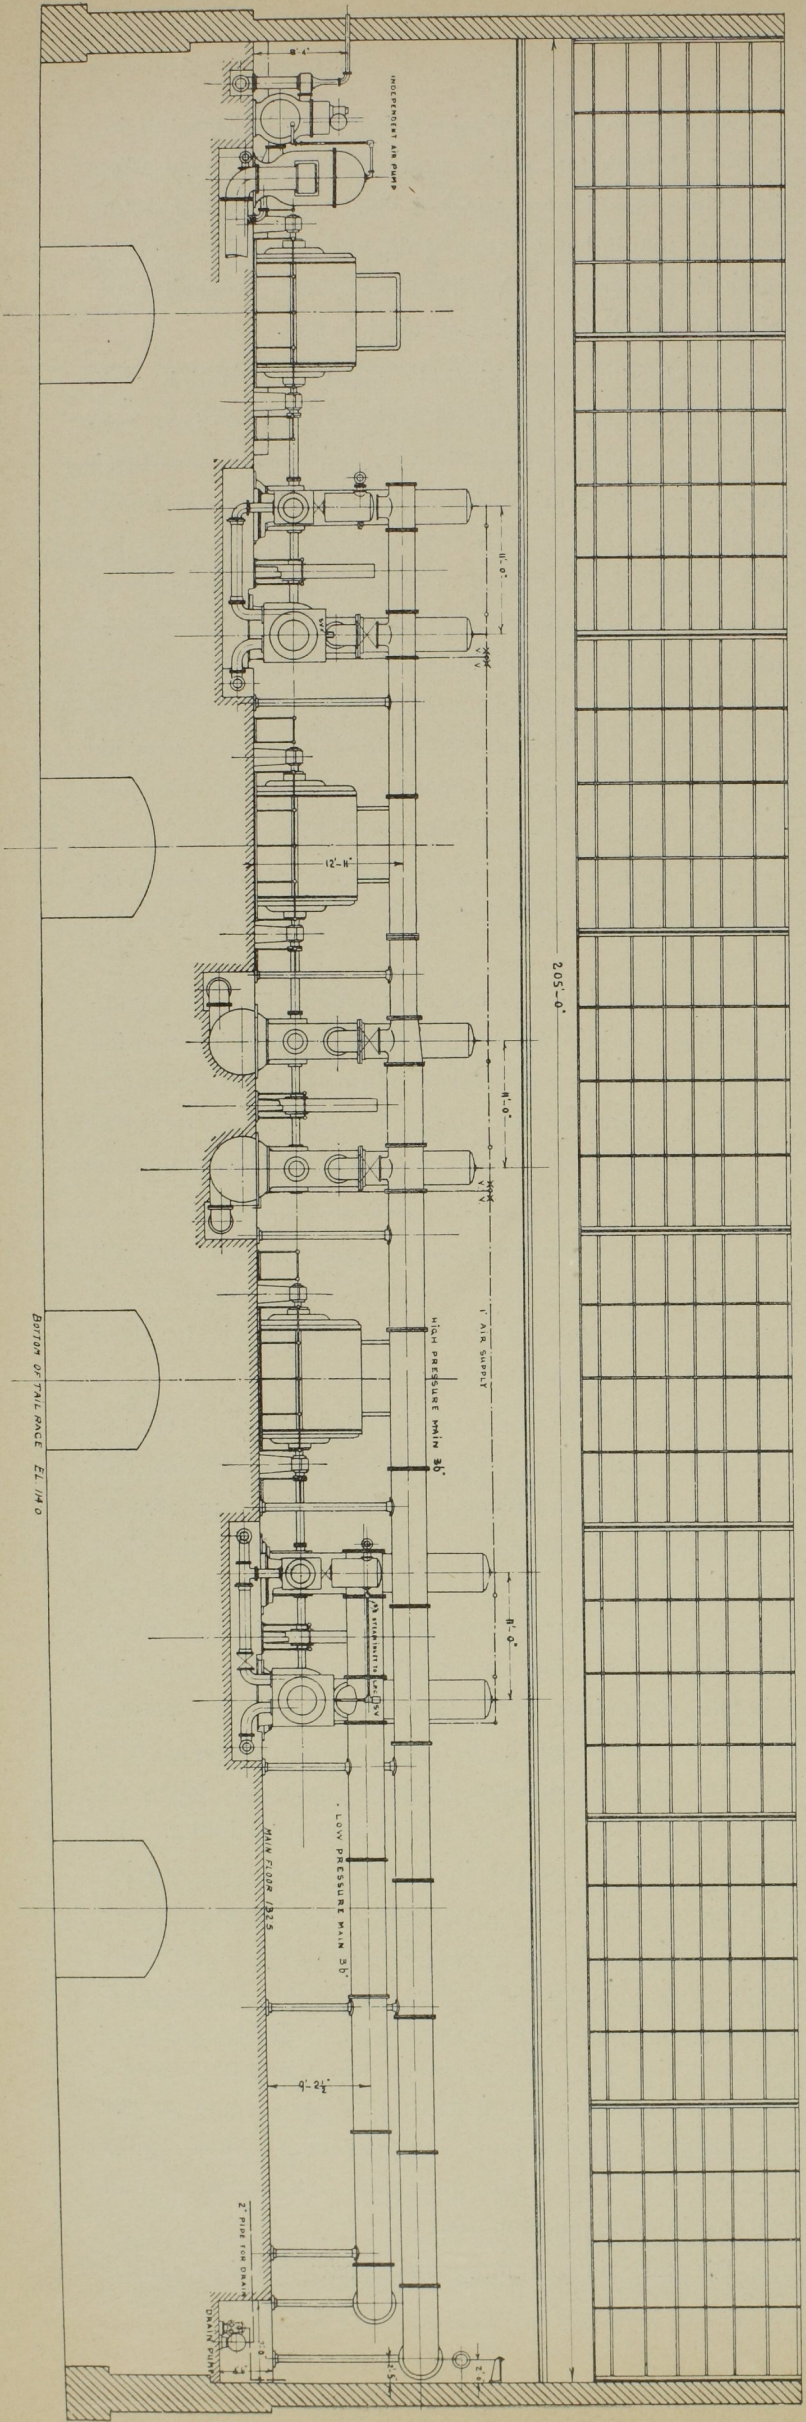 8'-4"
INDEPENDENT AIR PUMP
11'-0"
V V
12'-11"
205'-0"
11'-0"
V V
1" AIR SUPPLY
HIGH PRESSURE MAIN 36"
BOTTOM OF TAIL RACE EL 114.0
11'-0"
LOW PRESSURE MAIN 36"
MAIN FLOOR 132.5
9'-2½"
2" PIPE FOR DRAIN
DRAIN PUMP